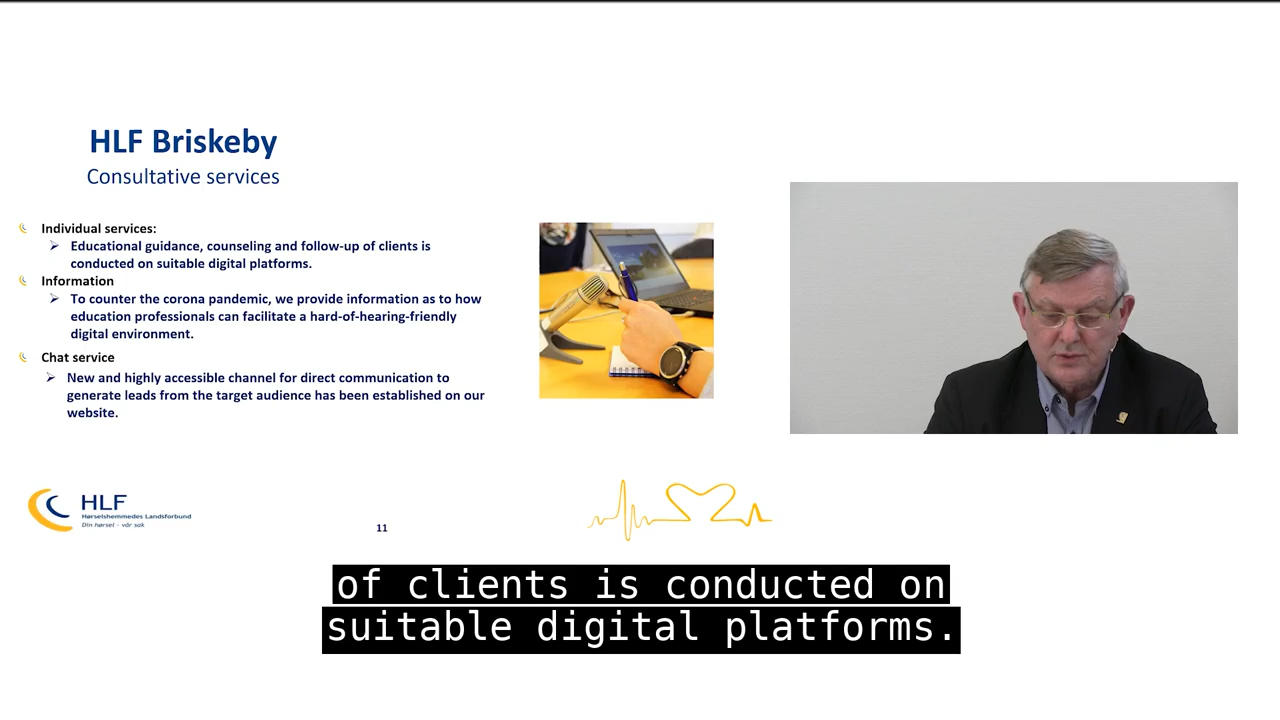 HLF Briskeby
Consultative services
Individual services:
Educational guidance, counseling and follow-up of clients is
conducted on suitable digital platforms.
Information
To counter the corona pandemic, we provide information as to how
education professionals can facilitate a hard-of-hearing-friendly
digital environment.
Chat service
New and highly accessible channel for direct communication to
generate leads from the target audience has been established on our
website.
HLF
Hørselshemmedes Landsforbund
Din hørsel - vår sak
11
of clients is conducted on
suitable digital platforms.